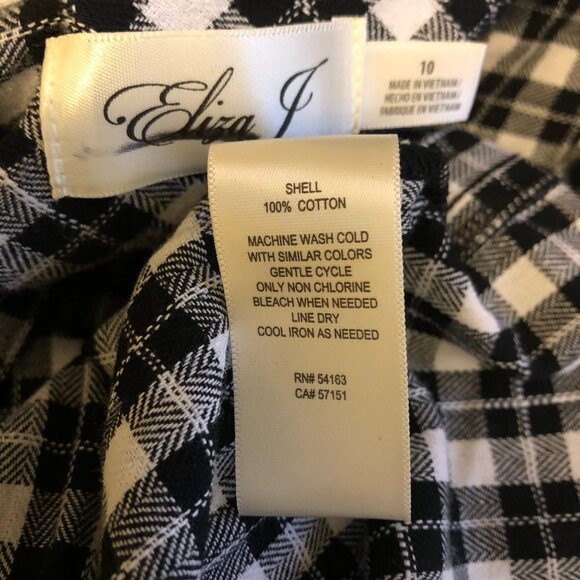 Eliza J
10
MADE IN VIETNAM/
HECHO EN VIETNAM/
FABRIQUE EN VIETNAM
SHELL
100% COTTON
MACHINE WASH COLD
WITH SIMILAR COLORS
GENTLE CYCLE
ONLY NON CHLORINE
BLEACH WHEN NEEDED
LINE DRY
COOL IRON AS NEEDED
RN# 54163
CA# 57151